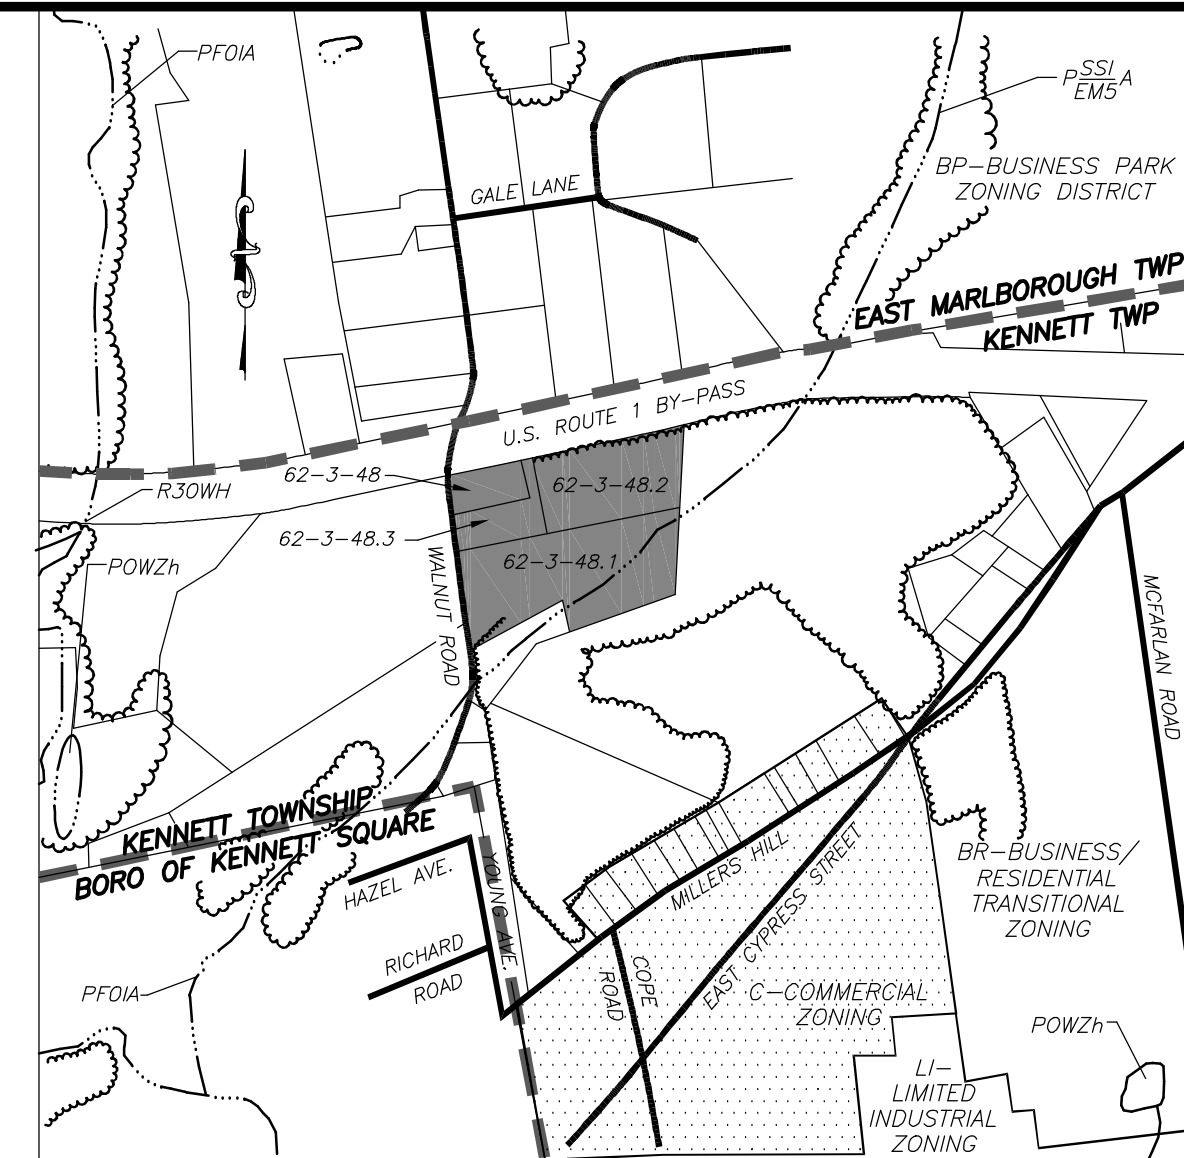 PFOIA
PSSI
EM5A
BP-BUSINESS PARK
ZONING DISTRICT
GALE LANE
EAST MARLBOROUGH TWP
KENNETT TWP
U.S. ROUTE 1 BY-PASS
62-3-48
62-3-48.2
R3OWH
62-3-48.3
62-3-48.1
POWZh
WALNUT ROAD
MCFARLAN ROAD
KENNETT TOWNSHIP
BORO OF KENNETT SQUARE
HAZEL AVE.
YOUNG AVE
MILLERS HILL
EAST CYPRESS STREET
BR-BUSINESS/
RESIDENTIAL
TRANSITIONAL
ZONING
RICHARD
ROAD
COPE
ROAD
PFOIA
C-COMMERCIAL
ZONING
POWZh
LI-
LIMITED
INDUSTRIAL
ZONING